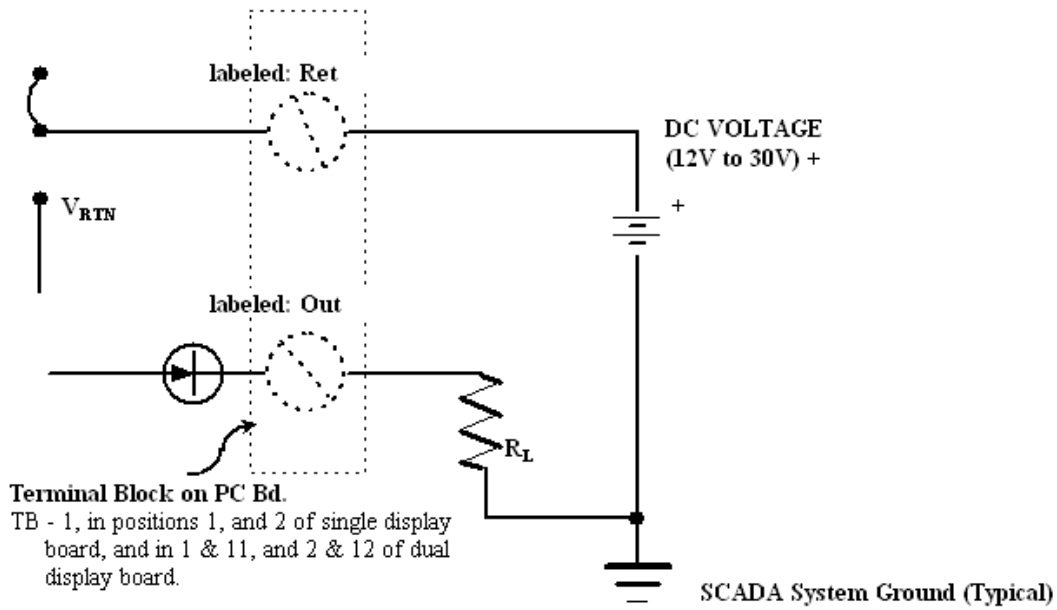 labeled: Ret
DC VOLTAGE
(12V to 30V) +
+
VRTN
labeled: Out
RL
Terminal Block on PC Bd.
TB - 1, in positions 1, and 2 of single display
board, and in 1 & 11, and 2 & 12 of dual
display board.
SCADA System Ground (Typical)